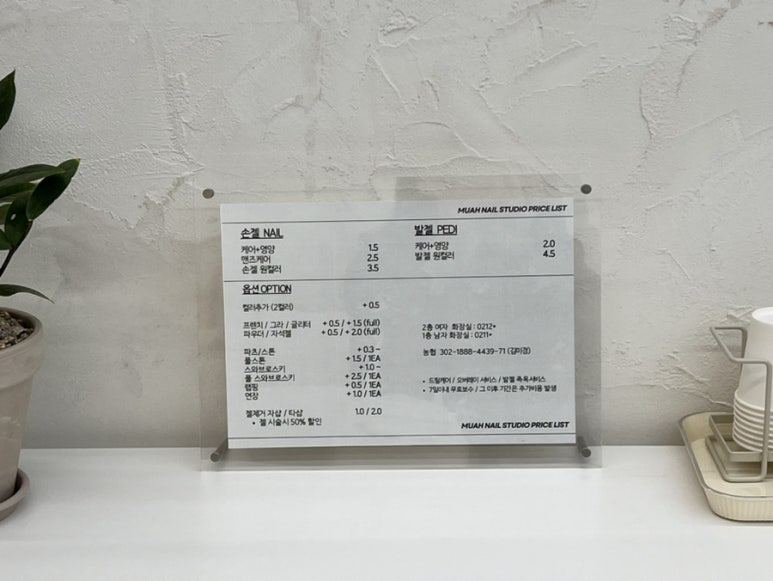 MUAH NAIL STUDIO PRICE LIST
손젤 NAIL
케어+영양 1.5
맨즈케어 2.5
손젤 원컬러 3.5
발젤 PEDI
케어+영양 2.0
발젤 원컬러 4.5
옵션 OPTION
컬러추가 (2컬러) + 0.5
프렌치 / 그라 / 글리터 + 0.5 / + 1.5 (full)
파우더 / 자석젤 + 0.5 / + 2.0 (full)
파츠/스톤 + 0.3 ~
풀스톤 + 1.5 / 1EA
스와브로스키 + 1.0 ~
풀 스와브로스키 + 2.5 / 1EA
랩핑 + 0.5 / 1EA
연장 + 1.0 / 1EA
젤제거 자샵 / 타샵 1.0 / 2.0
• 젤 시술시 50% 할인
2층 여자 화장실 : 0212*
1층 남자 화장실 : 0211*
농협 302-1888-4439-71 (김마검)
• 드릴케어 / 오버레이 서비스 / 발젤 족욕서비스
• 7일이내 무료보수 / 그 이후 기간은 추가비용 발생
MUAH NAIL STUDIO PRICE LIST